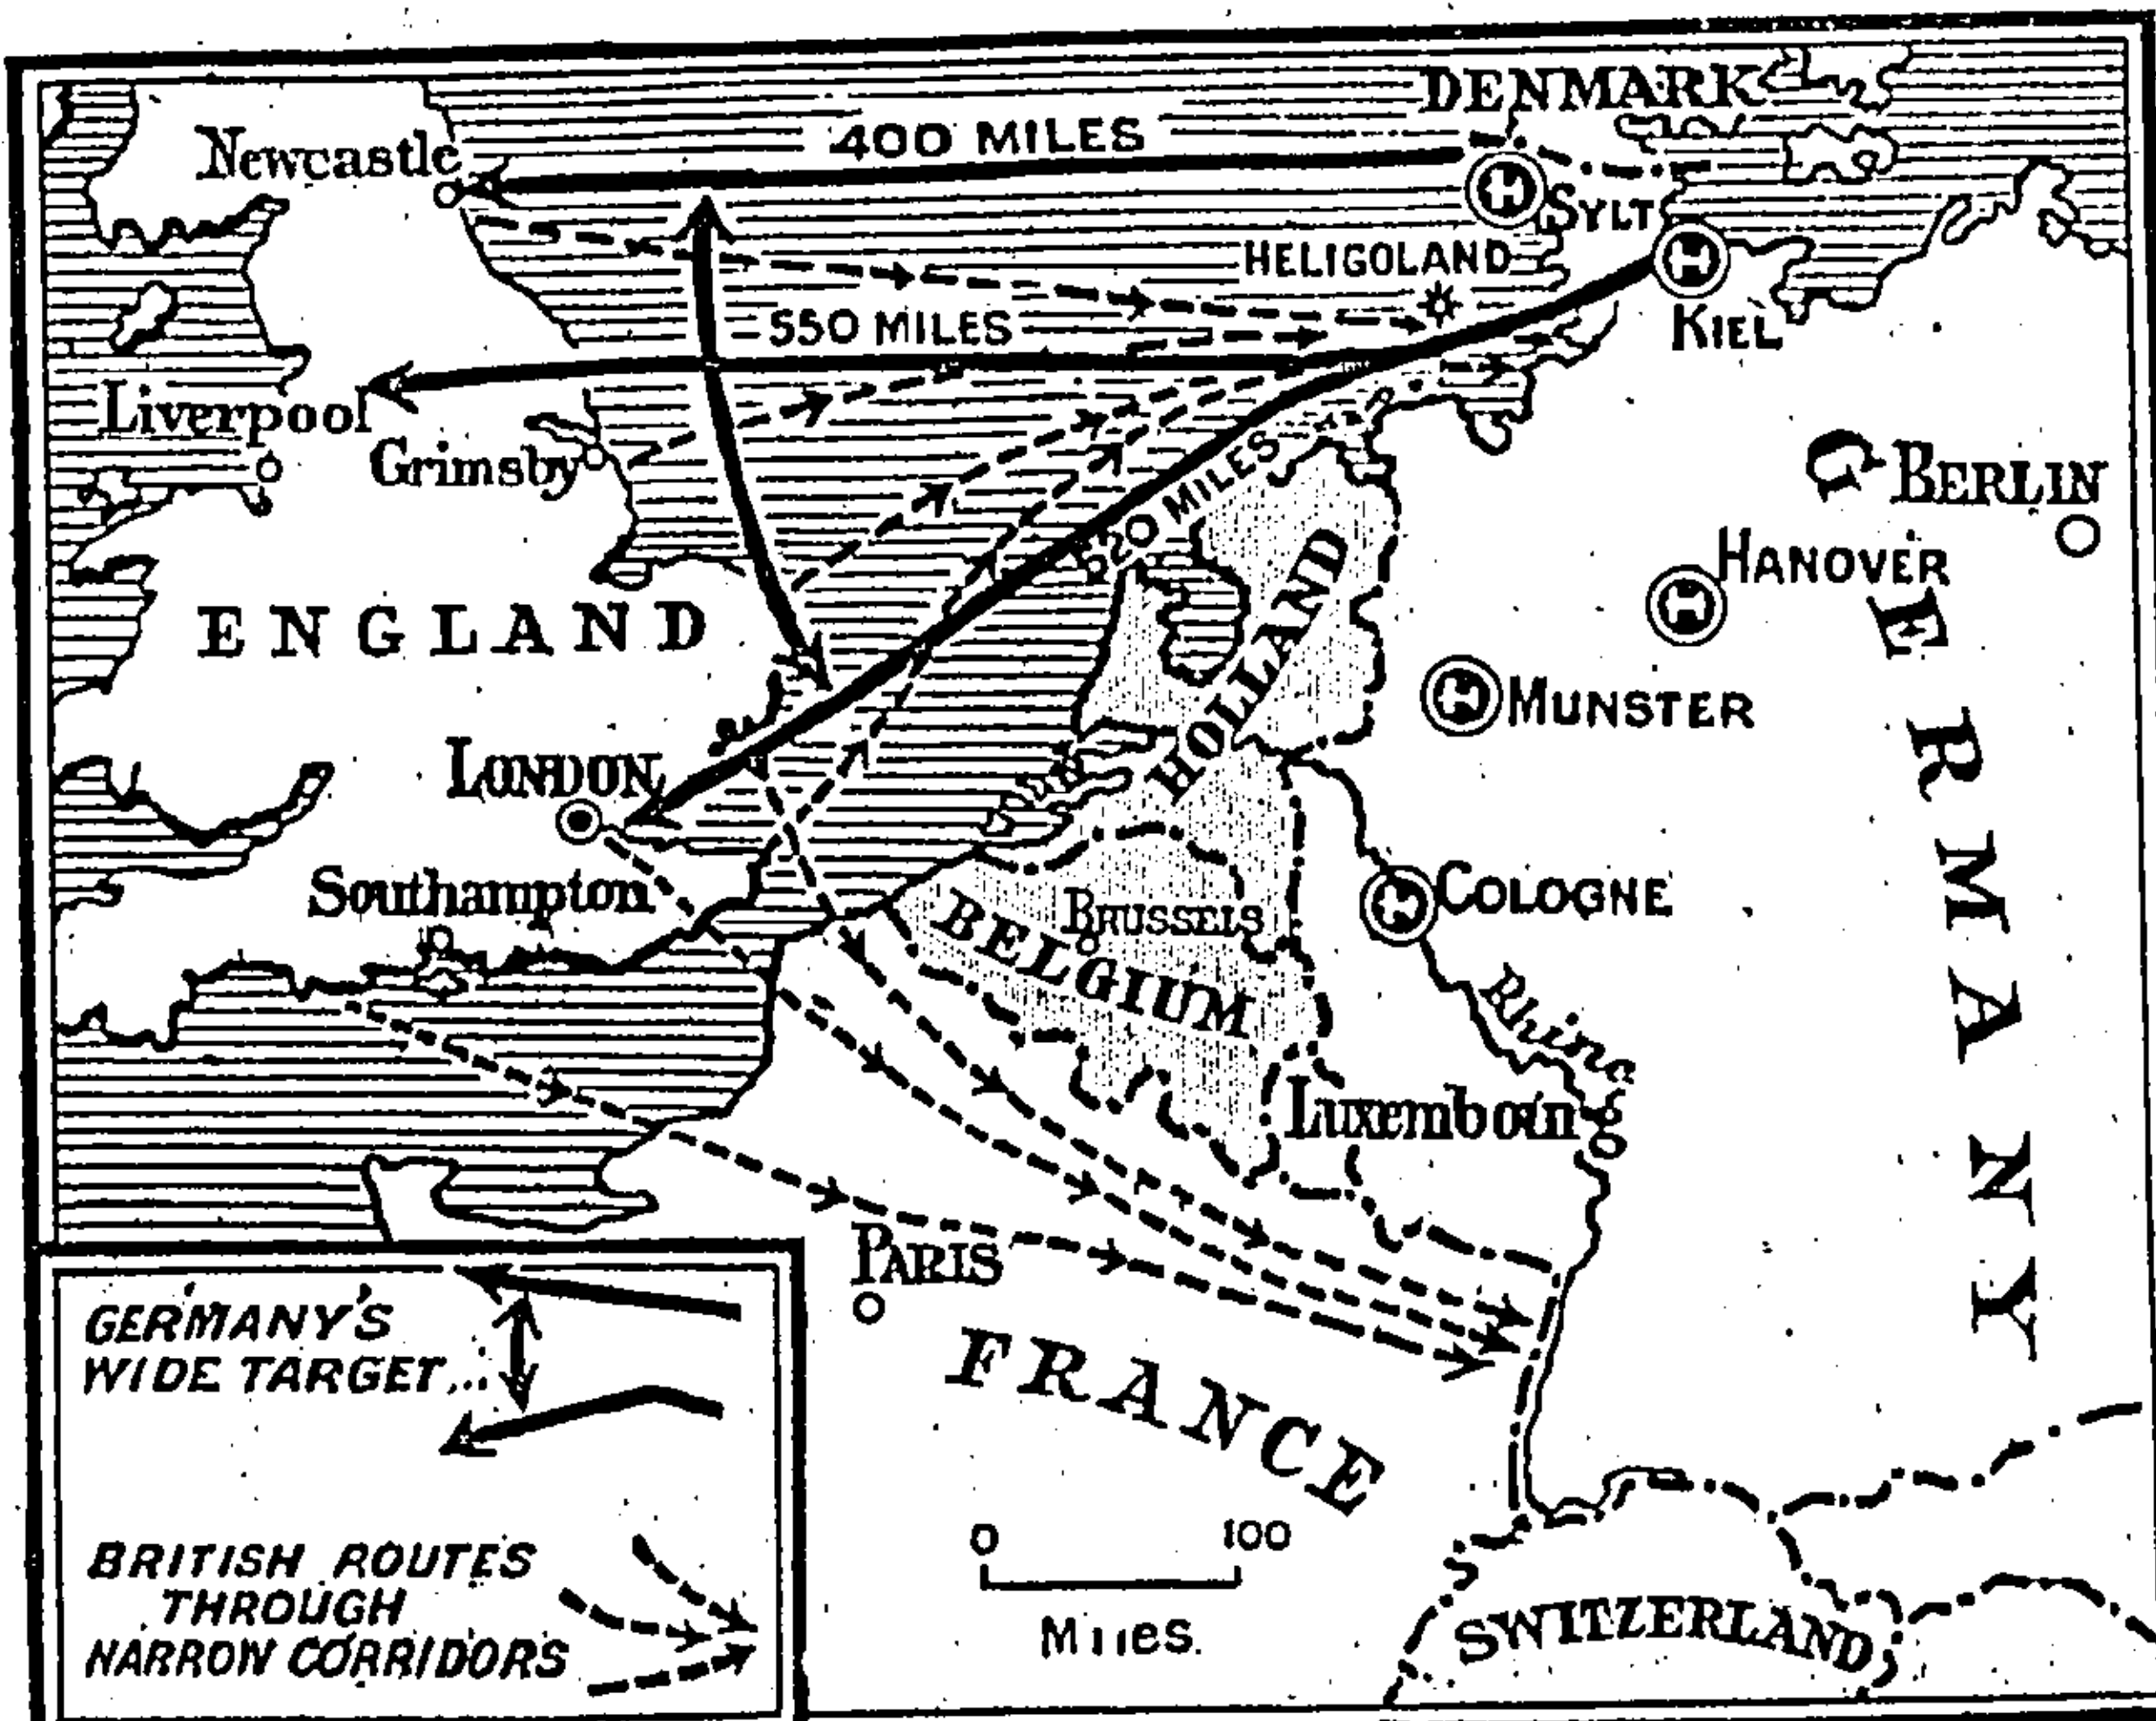 DENMARK
400 MILES
Newcastle
SYLT
HELIGOLAND
550 MILES
KIEL
Liverpool
Grimsby
BERLIN
620 MILES
HANOVER
ENGLAND
HOLLAND
MUNSTER
LONDON
Southampton
COLOGNE
BRUSSELS
BELGIUM
Rhine
GERMANY
Luxembourg
PARIS
GERMANY'S
WIDE TARGET...
FRANCE
0 100
Miles.
BRITISH ROUTES
THROUGH
NARROW CORRIDORS
SWITZERLAND